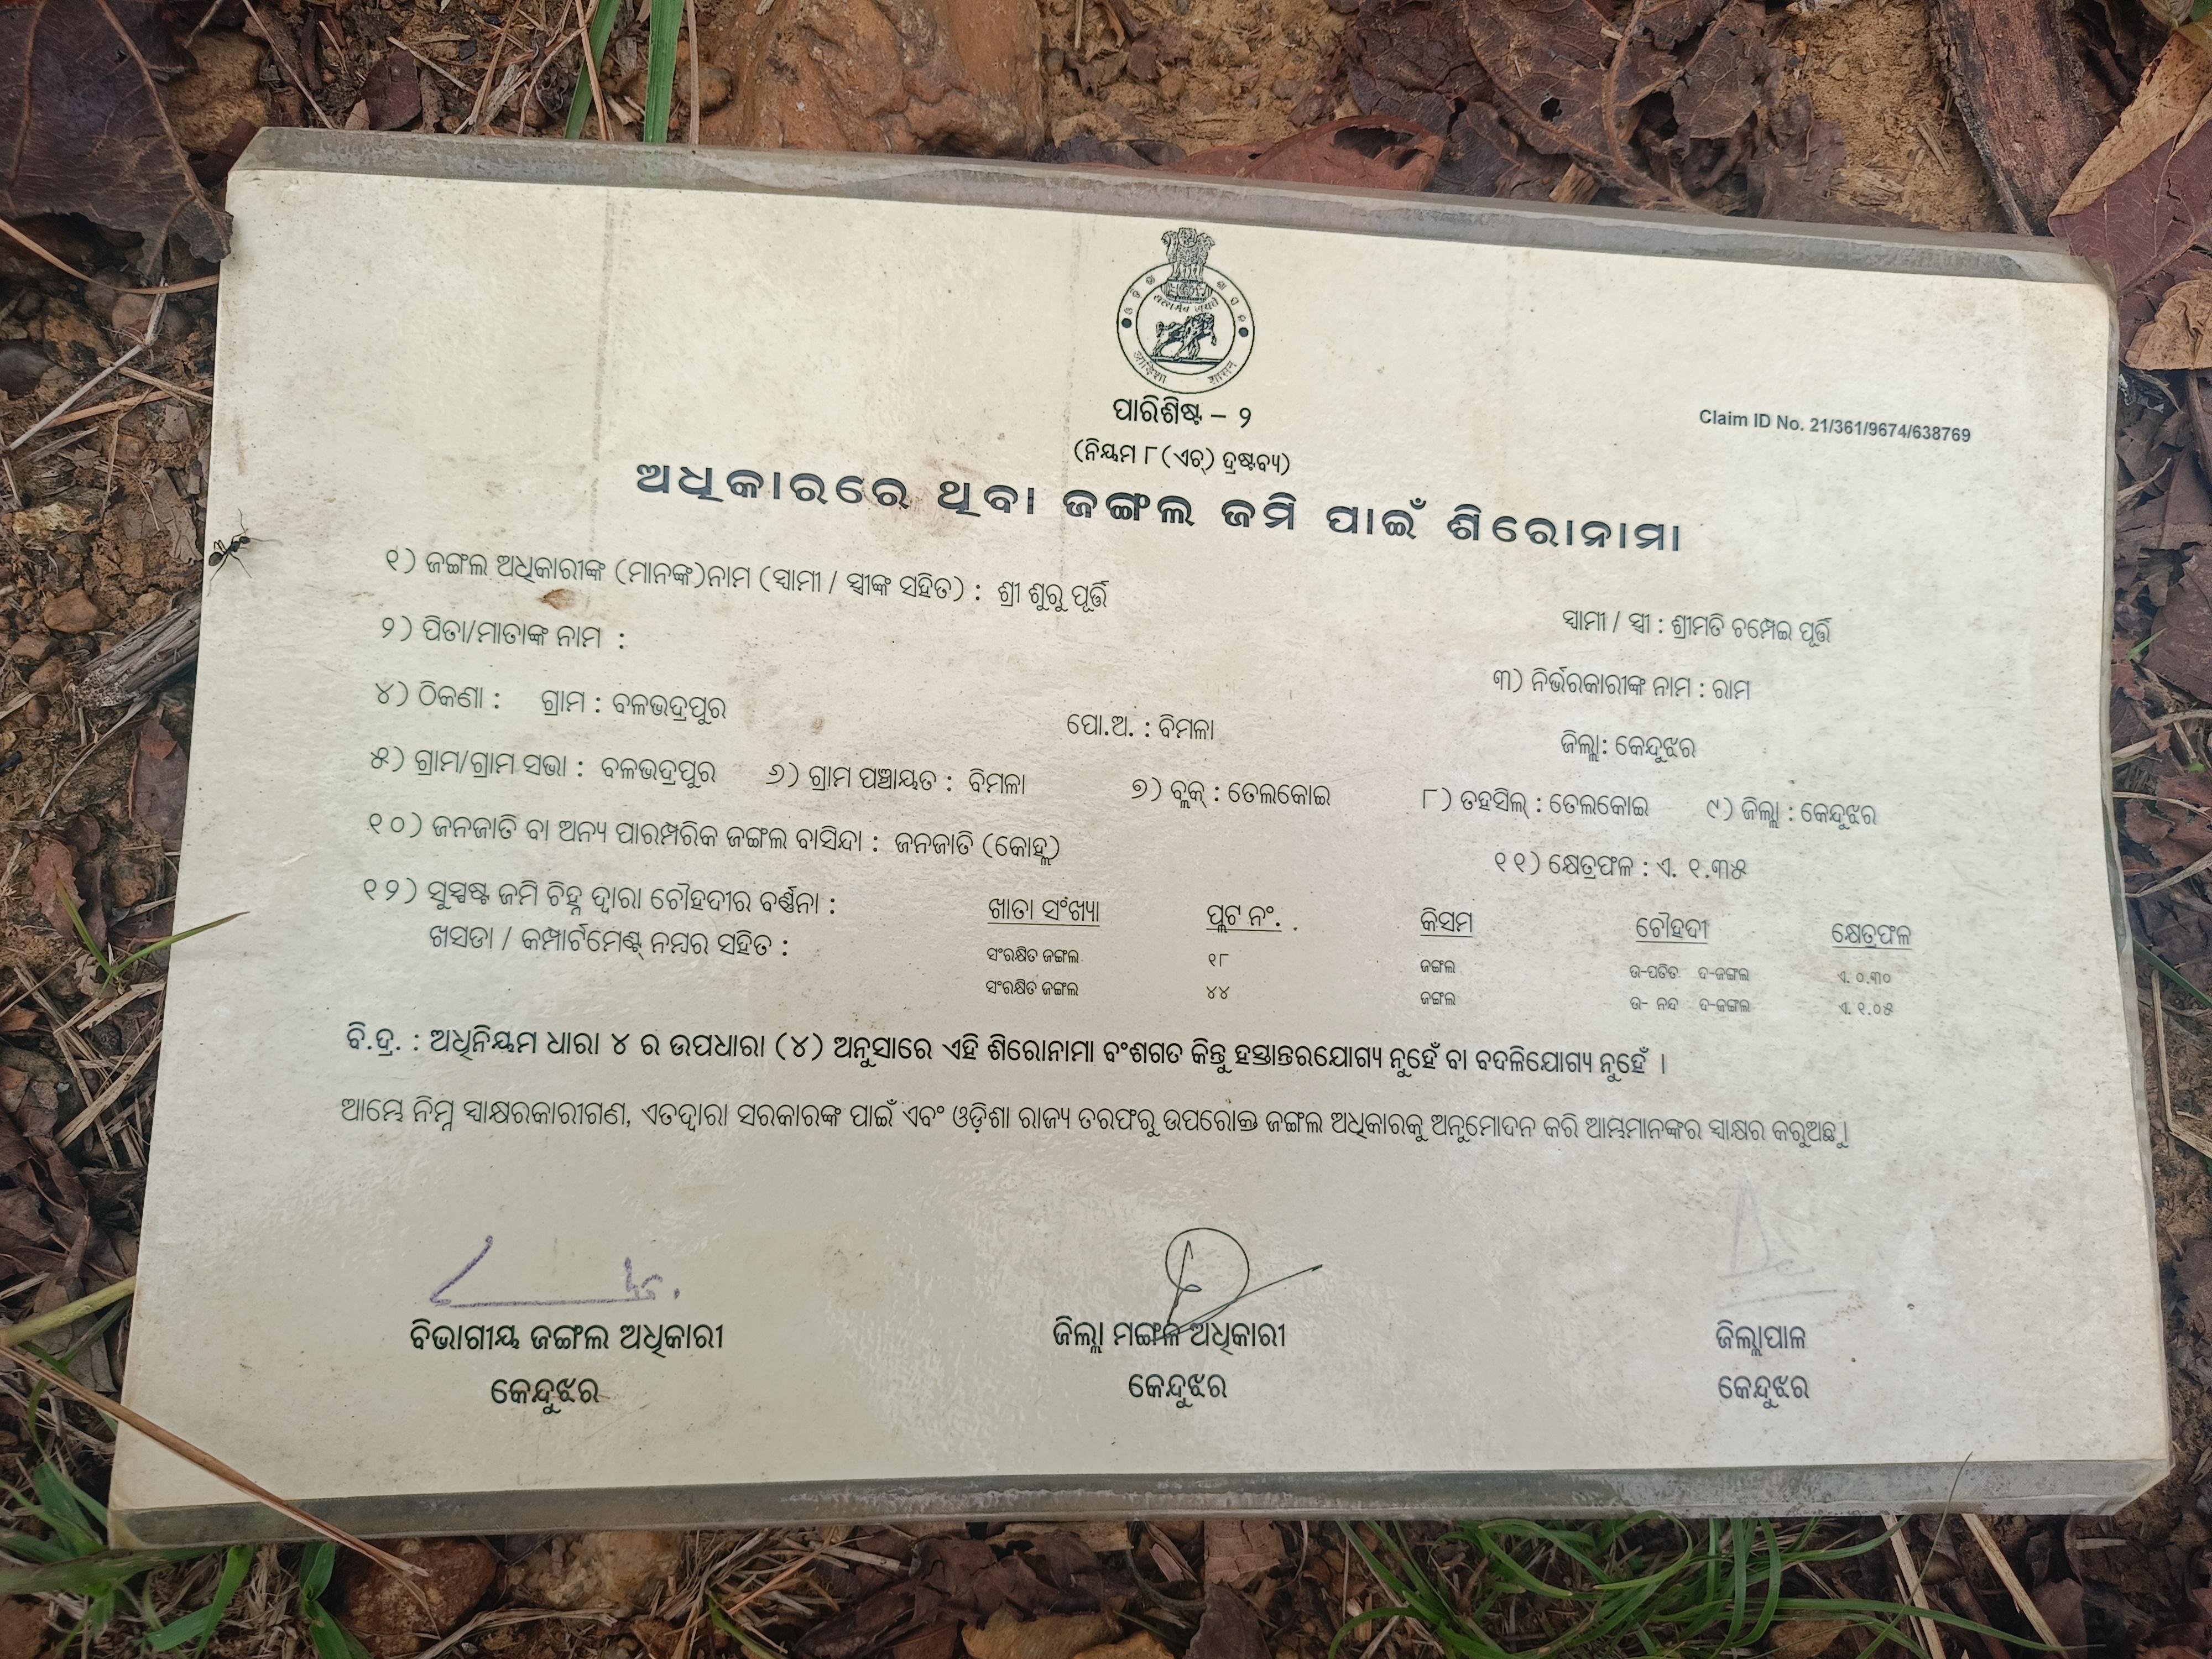 ପାରିଶିଷ୍ଟ – ୨
Claim ID No. 21/361/9674/638769
(ନିୟମ ୮(ଏଚ୍) ଦ୍ରଷ୍ଟବ୍ୟ)
ଅଧିକାରରେ ଥିବା ଜଙ୍ଗଲ ଜମି ପାଇଁ ଶିରୋନାମା
୧) ଜଙ୍ଗଲ ଅଧିକାରୀଙ୍କ (ମାନଙ୍କ)ନାମ (ସ୍ଵାମୀ / ସ୍ତ୍ରୀଙ୍କ ସହିତ) : ଶ୍ରୀ ଶୁରୁ ପୂର୍ତ୍ତି ସ୍ଵାମୀ / ସ୍ତ୍ରୀ : ଶ୍ରୀମତି ଚମ୍ପେଇ ପୂର୍ତ୍ତି
୨) ପିତା/ମାତାଙ୍କ ନାମ : ୩) ନିର୍ଭରକାରୀଙ୍କ ନାମ : ରାମ
୪) ଠିକଣା : ଗ୍ରାମ : ବଳଭଦ୍ରପୁର ପୋ.ଅ. : ବିମଳା ଜିଲ୍ଲା: କେନ୍ଦୁଝର
୫) ଗ୍ରାମ/ଗ୍ରାମ ସଭା : ବଳଭଦ୍ରପୁର ୬) ଗ୍ରାମ ପଞ୍ଚାୟତ : ବିମଳା ୭) ବ୍ଲକ୍ : ତେଲକୋଇ ୮) ତହସିଲ୍ : ତେଲକୋଇ ୯) ଜିଲ୍ଲା : କେନ୍ଦୁଝର
୧୦) ଜନଜାତି ବା ଅନ୍ୟ ପାରମ୍ପରିକ ଜଙ୍ଗଲ ବାସିନ୍ଦା : ଜନଜାତି (କୋହ୍ଲ) ୧୧) କ୍ଷେତ୍ରଫଳ : ଏ. ୧.୩୫
୧୨) ସୁସ୍ପଷ୍ଟ ଜମି ଚିହ୍ନ ଦ୍ୱାରା ଚୌହଦୀର ବର୍ଣ୍ଣନା : ଖାତା ସଂଖ୍ୟା ପ୍ଲଟ ନଂ. କିସମ ଚୌହଦୀ କ୍ଷେତ୍ରଫଳ
ଖସଡା / କମ୍ପାର୍ଟମେଣ୍ଟ୍ ନମ୍ବର ସହିତ : ସଂରକ୍ଷିତ ଜଙ୍ଗଲ ୧୮ ଜଙ୍ଗଲ ଉ-ପତିତ ଦ-ଜଙ୍ଗଲ ଏ. ୦.୩୦
ସଂରକ୍ଷିତ ଜଙ୍ଗଲ ୪୪ ଜଙ୍ଗଲ ଉ- ନନ୍ଦ ଦ-ଜଙ୍ଗଲ ଏ. ୧.୦୫
ବି.ଦ୍ର. : ଅଧିନିୟମ ଧାରା ୪ ର ଉପଧାରା (୪) ଅନୁସାରେ ଏହି ଶିରୋନାମା ବଂଶଗତ କିନ୍ତୁ ହସ୍ତାନ୍ତରଯୋଗ୍ୟ ନୁହେଁ ବା ବଦଳିଯୋଗ୍ୟ ନୁହେଁ ।
ଆମ୍ଭେ ନିମ୍ନ ସ୍ୱାକ୍ଷରକାରୀଗଣ, ଏତଦ୍ୱାରା ସରକାରଙ୍କ ପାଇଁ ଏବଂ ଓଡ଼ିଶା ରାଜ୍ୟ ତରଫରୁ ଉପରୋକ୍ତ ଜଙ୍ଗଲ ଅଧିକାରକୁ ଅନୁମୋଦନ କରି ଆମ୍ଭମାନଙ୍କର ସ୍ୱାକ୍ଷର କରୁଅଛୁ।
ବିଭାଗୀୟ ଜଙ୍ଗଲ ଅଧିକାରୀ ଜିଲ୍ଲା ମଙ୍ଗଳ ଅଧିକାରୀ ଜିଲ୍ଲାପାଳ
କେନ୍ଦୁଝର କେନ୍ଦୁଝର କେନ୍ଦୁଝର